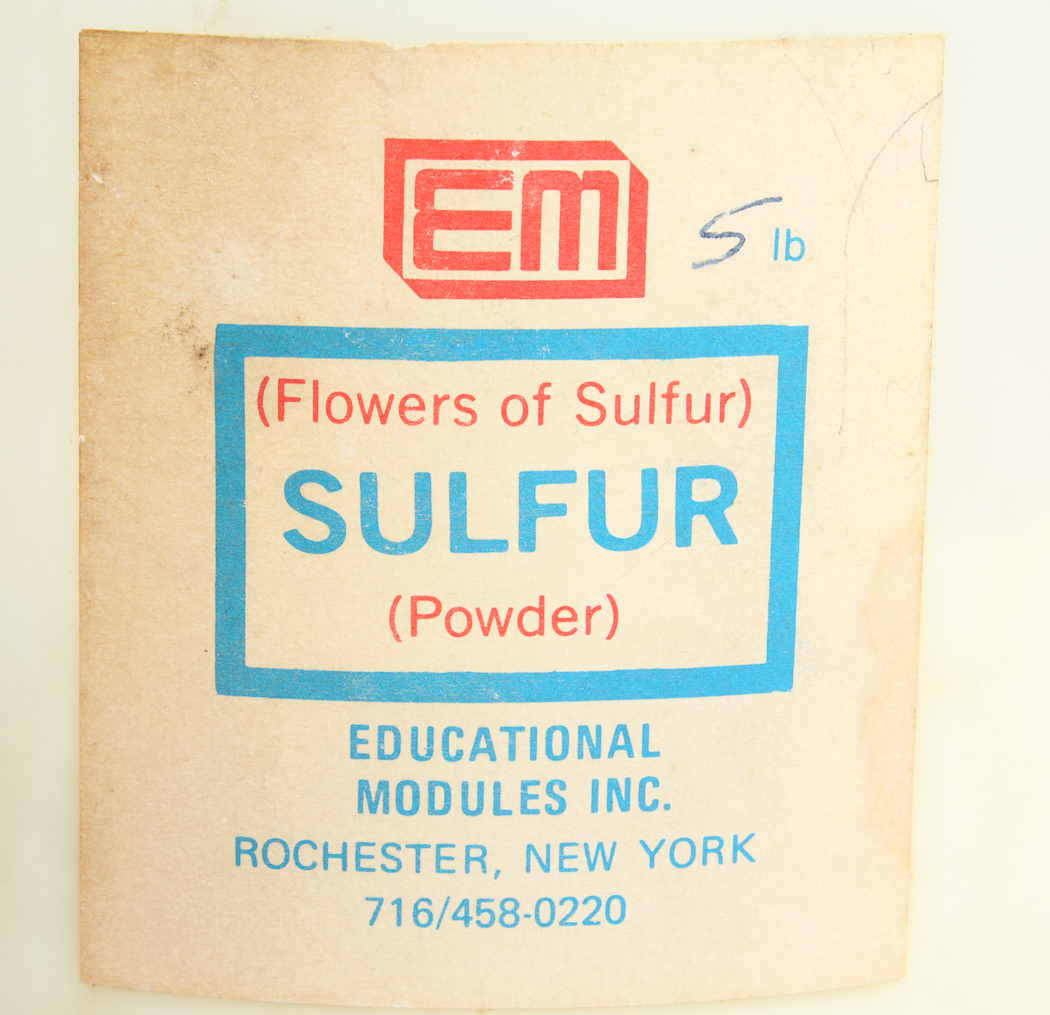 EM
5 lb
(Flowers of Sulfur)
SULFUR
(Powder)
EDUCATIONAL
MODULES INC.
ROCHESTER, NEW YORK
716/458-0220